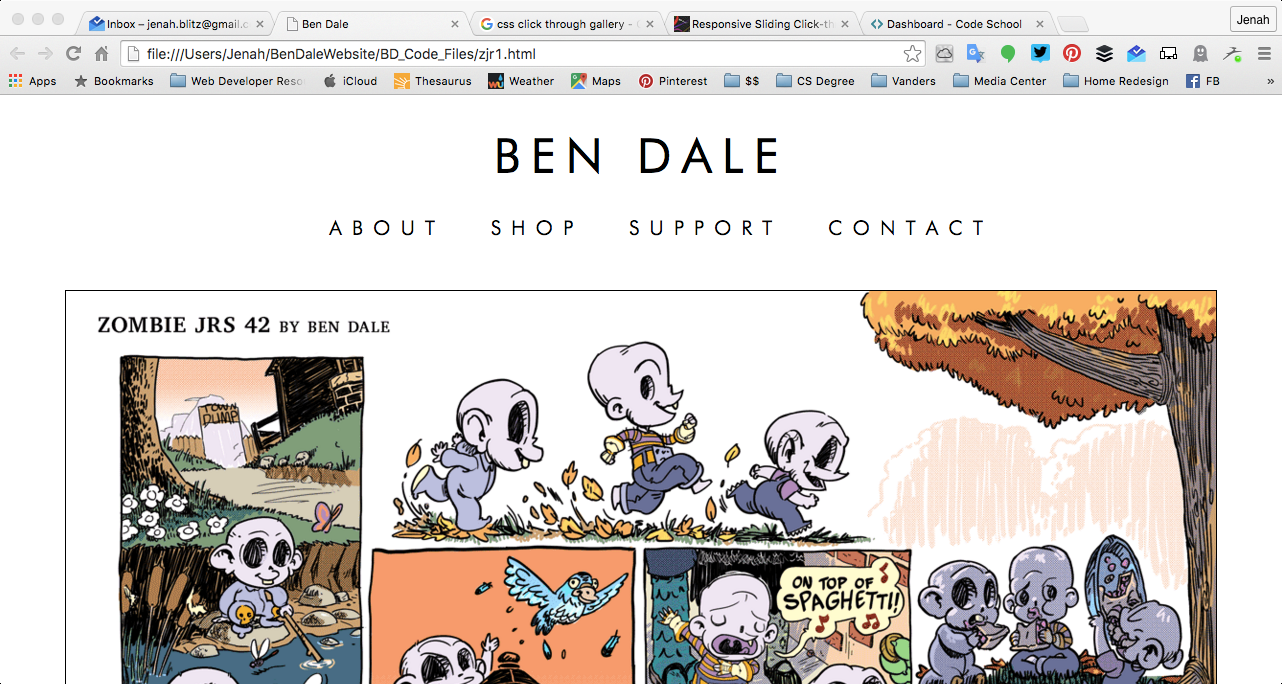 Inbox – jenah.blitz@gmail.c
Ben Dale
css click through gallery -
Responsive Sliding Click-th
Dashboard - Code School
Jenah
file:///Users/Jenah/BenDaleWebsite/BD_Code_Files/zjr1.html
Apps Bookmarks Web Developer Reso iCloud Thesaurus Weather Maps Pinterest $$ CS Degree Vanders Media Center Home Redesign FB »
BEN DALE
ABOUT SHOP SUPPORT CONTACT
ZOMBIE JRS 42 BY BEN DALE
TOWN
DUMP
ON TOP OF
SPAGHETTI!!